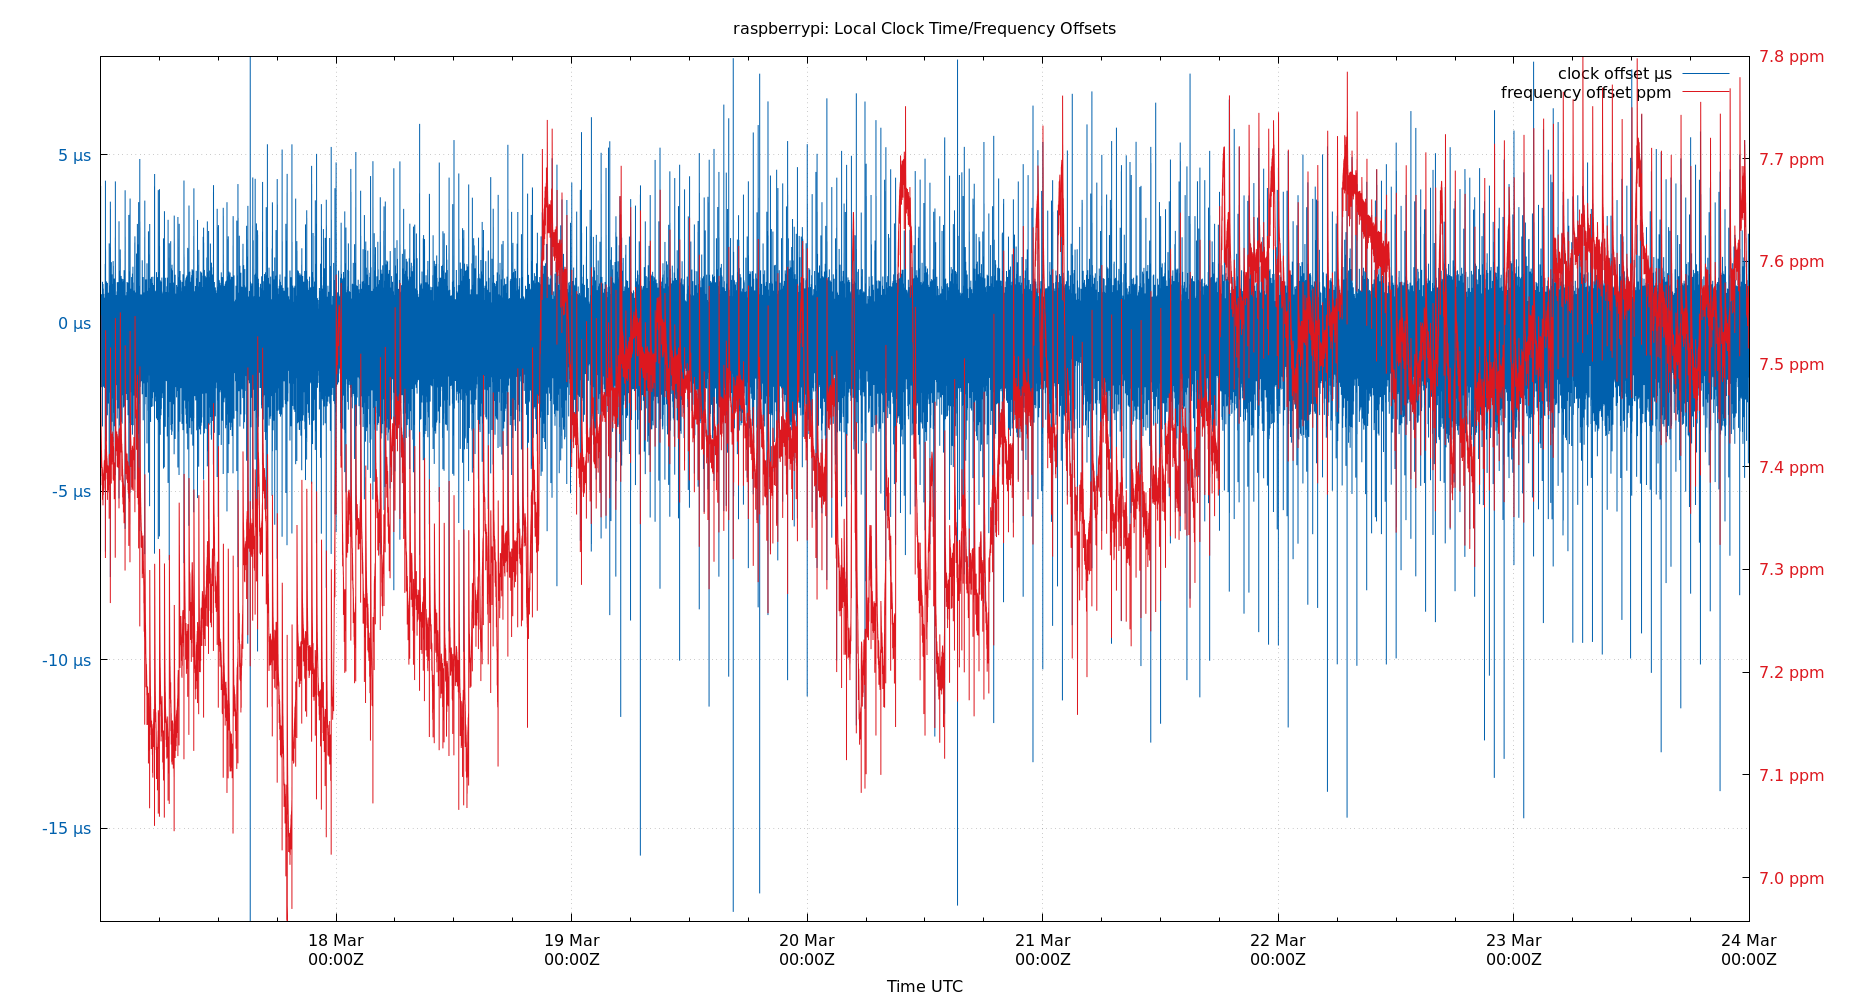 raspberrypi: Local Clock Time/Frequency Offsets
clock offset µs
frequency offset ppm
5 µs
0 µs
-5 µs
-10 µs
-15 µs
7.8 ppm
7.7 ppm
7.6 ppm
7.5 ppm
7.4 ppm
7.3 ppm
7.2 ppm
7.1 ppm
7.0 ppm
18 Mar
00:00Z
19 Mar
00:00Z
20 Mar
00:00Z
21 Mar
00:00Z
22 Mar
00:00Z
23 Mar
00:00Z
24 Mar
00:00Z
Time UTC